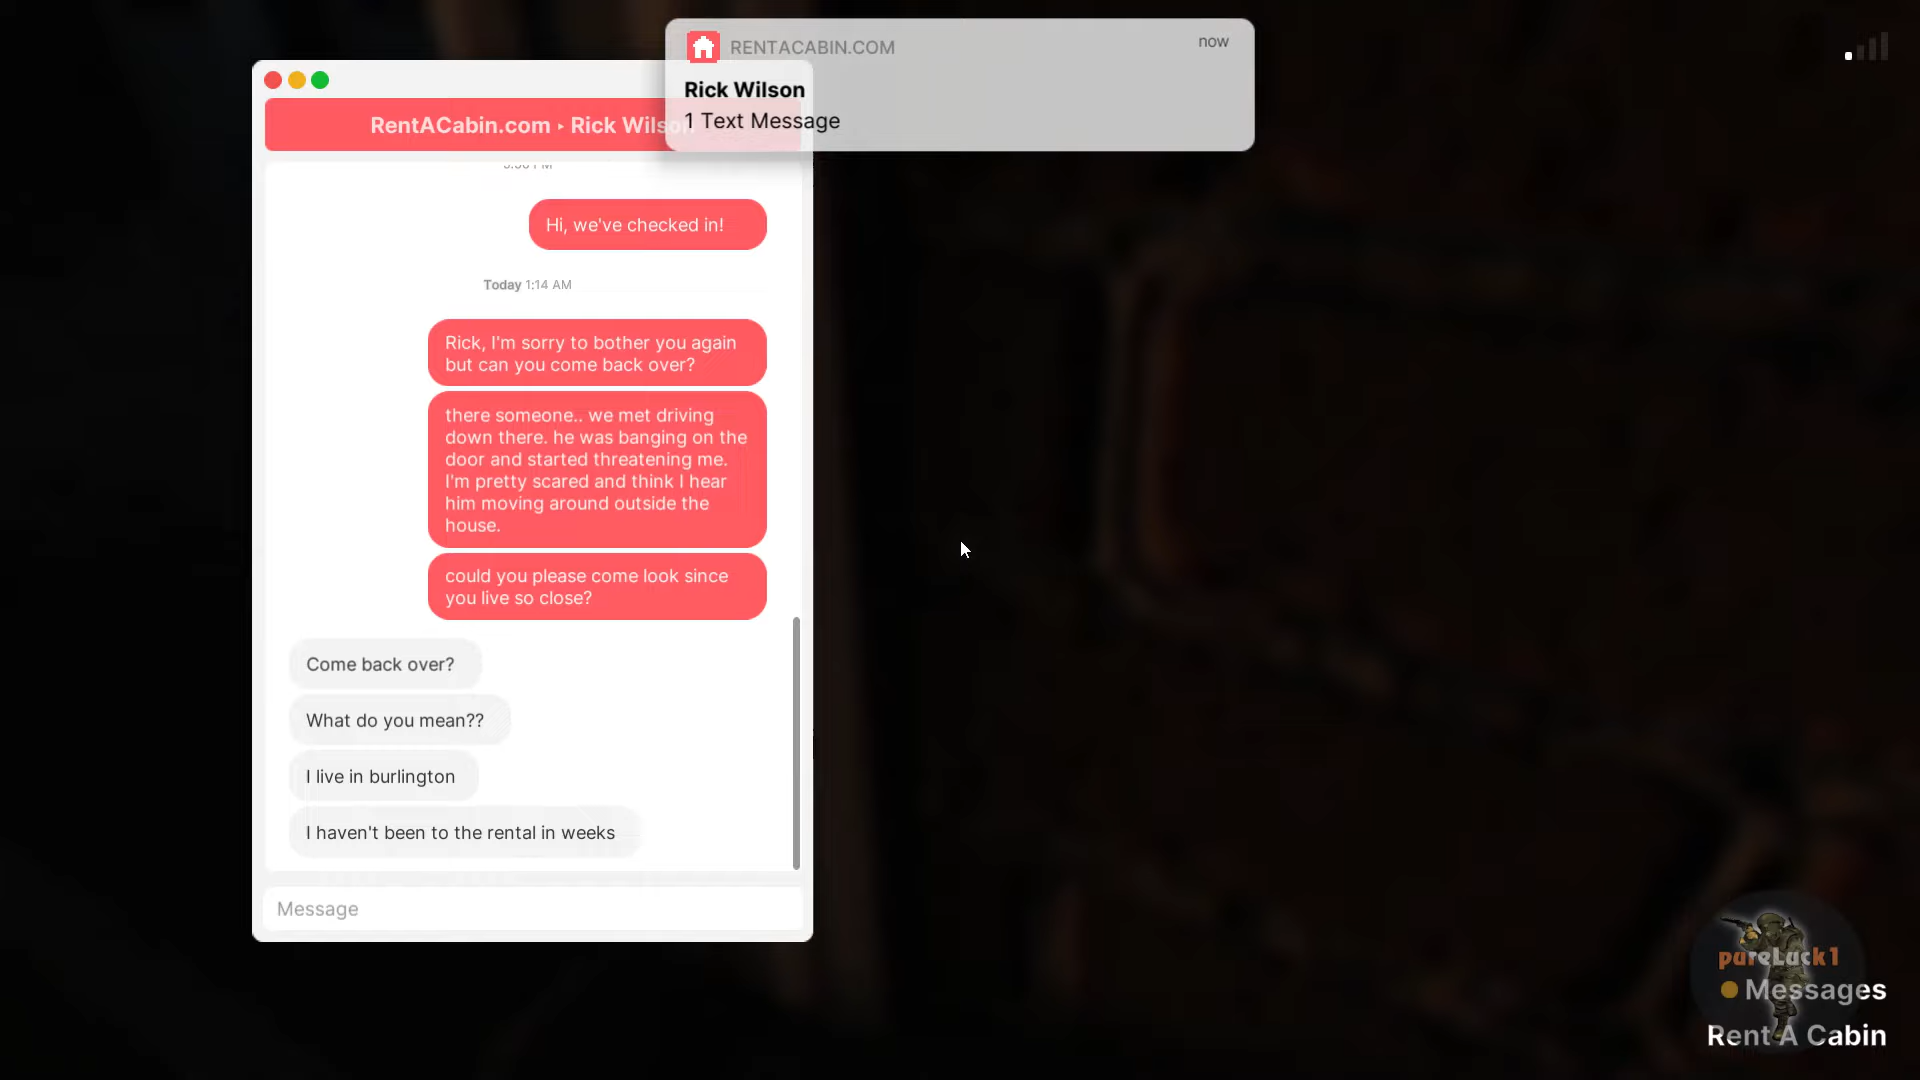 RENTACABIN.COM
now
Rick Wilson
1 Text Message
RentACabin.com ▸ Rick Wilson
Hi, we've checked in!
Today 1:14 AM
Rick, I'm sorry to bother you again
but can you come back over?
there someone.. we met driving
down there. he was banging on the
door and started threatening me.
I'm pretty scared and think I hear
him moving around outside the
house.
could you please come look since
you live so close?
Come back over?
What do you mean??
I live in burlington
I haven't been to the rental in weeks
Message
pureLuck1
Messages
Rent A Cabin